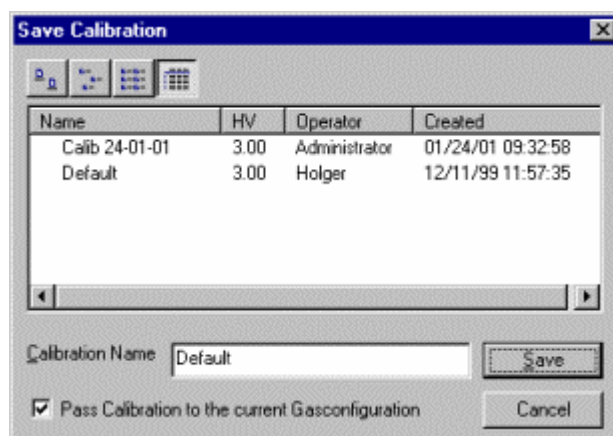 Save Calibration
Name HV Operator Created
Calib 24-01-01 3.00 Administrator 01/24/01 09:32:58
Default 3.00 Holger 12/11/99 11:57:35
Calibration Name Default Save
Pass Calibration to the current Gasconfiguration Cancel